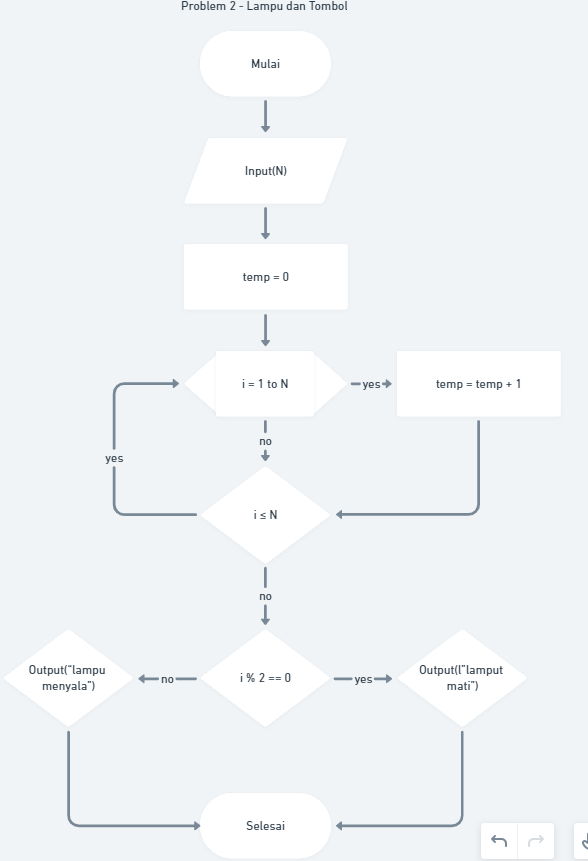 Problem 2 - Lampu dan Tombol
Mulai
Input(N)
temp = 0
i = 1 to N
yes
temp = temp + 1
no
yes
i ≤ N
no
Output("lampu
menyala")
no
i % 2 == 0
yes
Output(l"lamput
mati")
Selesai